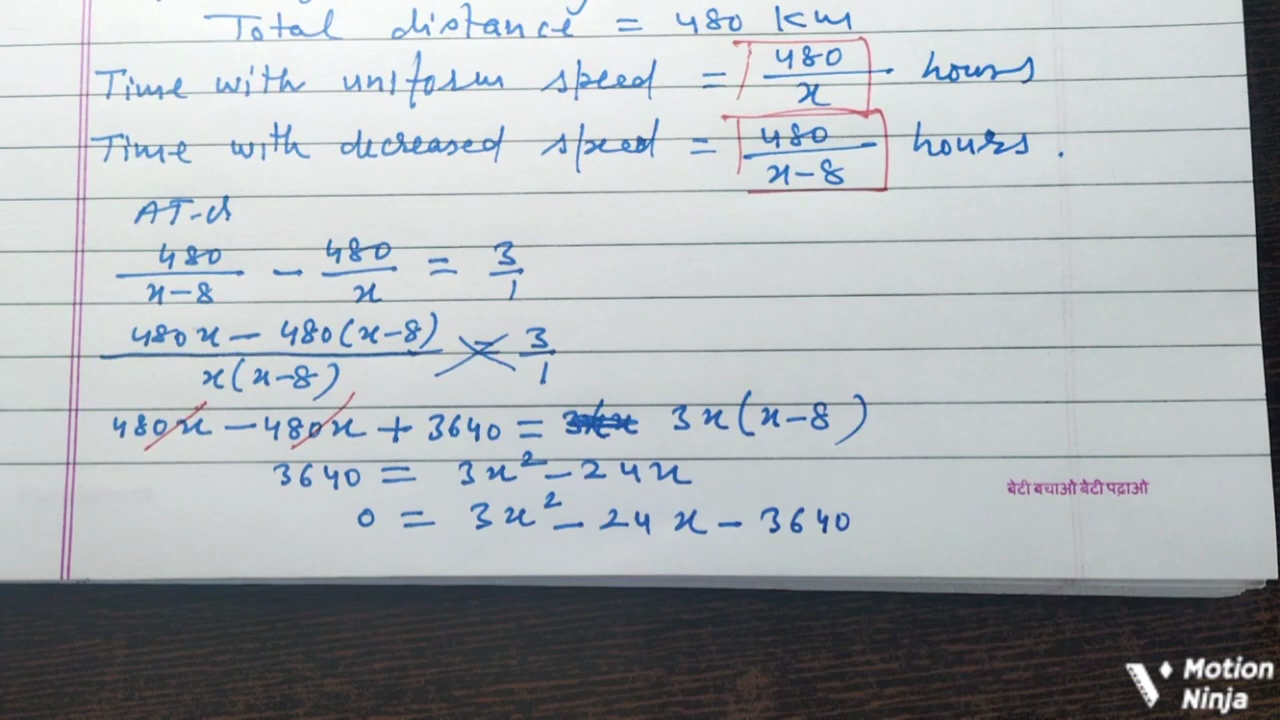 Total distance = 480 Km
Time with uniform speed = 480/x hours
Time with decreased speed = 480/x-8 hours.
AT-Q
480/x-8 - 480/x = 3/1
480x - 480(x-8)/x(x-8) = 3/1
480x - 480x + 3640 = 3x(x-8)
3640 = 3x² - 24x
0 = 3x² - 24x - 3640
बेटी बचाओ बेटी पढ़ाओ
Motion
Ninja